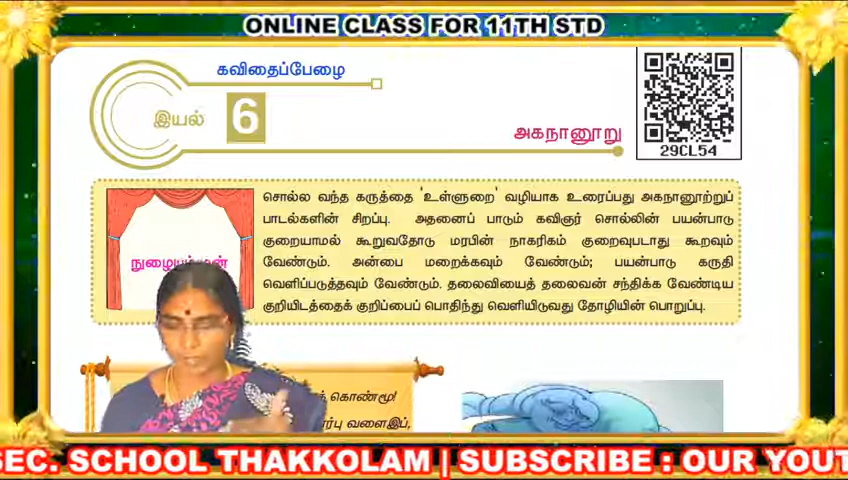 ONLINE CLASS FOR 11TH STD
கவிதைப்பேழை
இயல் 6
அகநானூறு
29CL54
சொல்ல வந்த கருத்தை 'உள்ளுறை' வழியாக உரைப்பது அகநானூற்றுப்
பாடல்களின் சிறப்பு. அதனைப் பாடும் கவிஞர் சொல்லின் பயன்பாடு
குறையாமல் கூறுவதோடு மரபின் நாகரிகம் குறைவுபடாது கூறவும்
வேண்டும். அன்பை மறைக்கவும் வேண்டும்; பயன்பாடு கருதி
வெளிப்படுத்தவும் வேண்டும். தலைவியைத் தலைவன் சந்திக்க வேண்டிய
குறியிடத்தைக் குறிப்பைப் பொதிந்து வெளியிடுவது தோழியின் பொறுப்பு.
கொண்மூ!
வளைஇப்,
SEC. SCHOOL THAKKOLAM | SUBSCRIBE : OUR YOUT